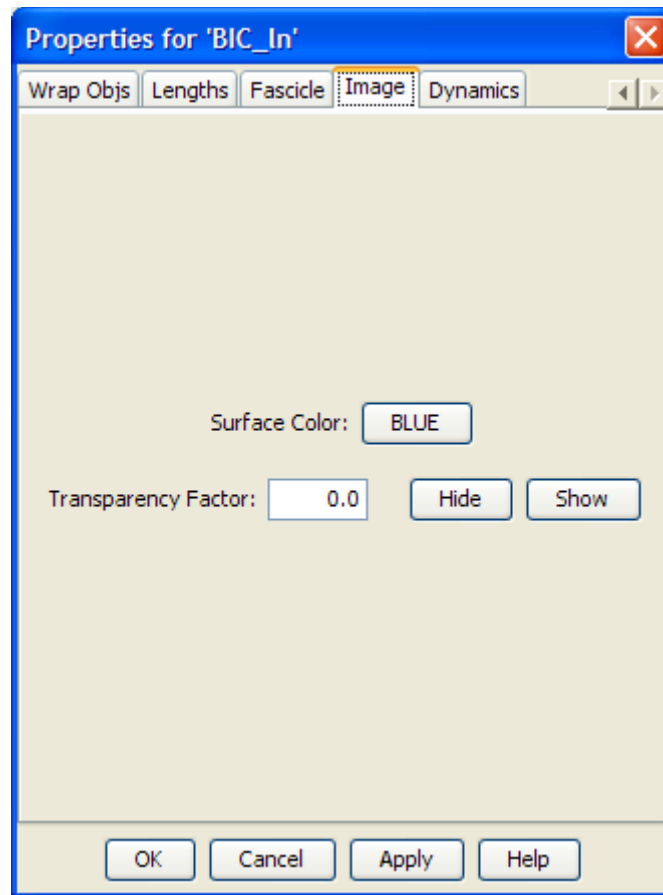 Properties for 'BIC_ln'
Wrap Objs Lengths Fascicle Image Dynamics
Surface Color: BLUE
Transparency Factor: 0.0 Hide Show
OK Cancel Apply Help